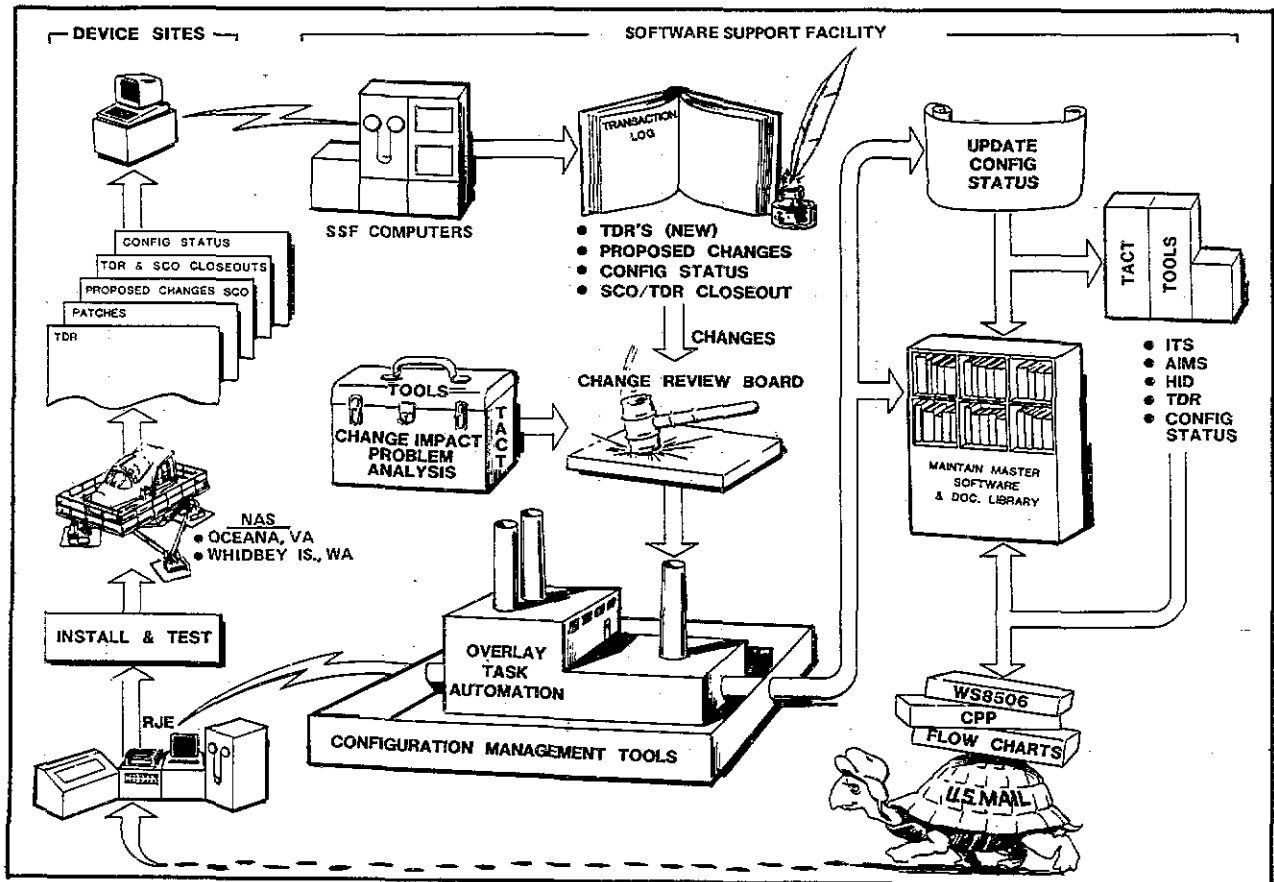 DEVICE SITES
SOFTWARE SUPPORT FACILITY
SSF COMPUTERS
TRANSACTION
LOG
● TDR'S (NEW)
● PROPOSED CHANGES
● CONFIG STATUS
● SCO/TDR CLOSEOUT
CHANGES
CHANGE REVIEW BOARD
UPDATE
CONFIG
STATUS
TACT
TOOLS
● ITS
● AIMS
● HID
● TDR
● CONFIG
STATUS
CONFIG STATUS
TDR & SCO CLOSEOUTS
PROPOSED CHANGES SCO
PATCHES
TDR
TOOLS
CHANGE IMPACT
PROBLEM
ANALYSIS
TACT
MAINTAIN MASTER
SOFTWARE
& DOC. LIBRARY
NAS
● OCEANA, VA
● WHIDBEY IS., WA
INSTALL & TEST
RJE
OVERLAY
TASK
AUTOMATION
CONFIGURATION MANAGEMENT TOOLS
WS8506
CPP
FLOW CHARTS
U.S. MAIL